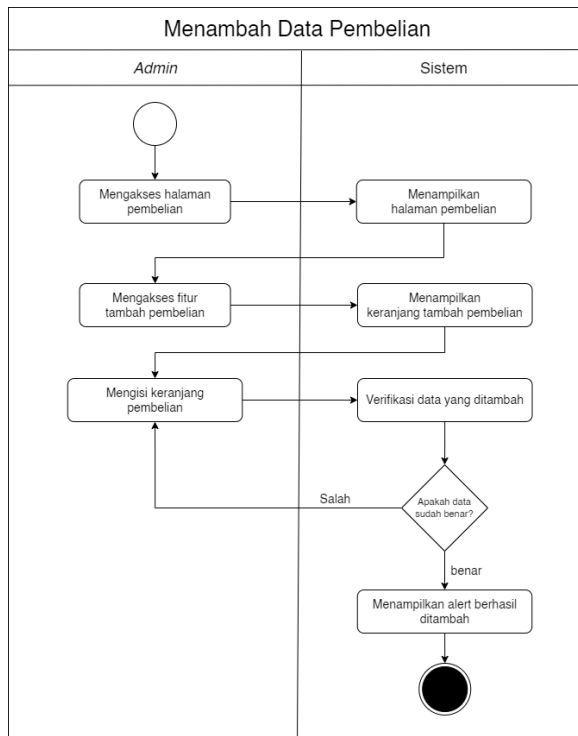 Menambah Data Pembelian
Admin
Sistem
Mengakses halaman
pembelian
Menampilkan
halaman pembelian
Mengakses fitur
tambah pembelian
Menampilkan
keranjang tambah pembelian
Mengisi keranjang
pembelian
Verifikasi data yang ditambah
Salah
Apakah data
sudah benar?
benar
Menampilkan alert berhasil
ditambah